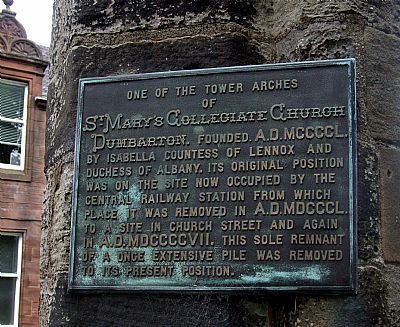 ONE OF THE TOWER ARCHES
OF
ST MARY'S COLLEGIATE CHURCH
DUMBARTON. FOUNDED A.D. MCCCCL.
BY ISABELLA COUNTESS OF LENNOX AND
DUCHESS OF ALBANY. ITS ORIGINAL POSITION
WAS ON THE SITE NOW OCCUPIED BY THE
CENTRAL RAILWAY STATION FROM WHICH
PLACE IT WAS REMOVED IN A.D. MDCCCL.
TO A SITE IN CHURCH STREET AND AGAIN
IN A.D. MDCCCCVII. THIS SOLE REMNANT
OF A ONCE EXTENSIVE PILE WAS REMOVED
TO ITS PRESENT POSITION.